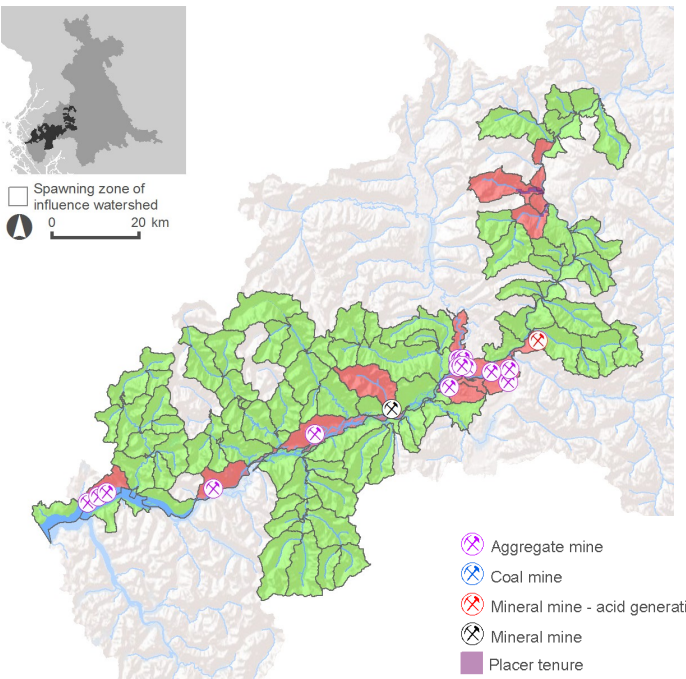 Spawning zone of
influence watershed
0 20 km
Aggregate mine
Coal mine
Mineral mine - acid generati
Mineral mine
Placer tenure